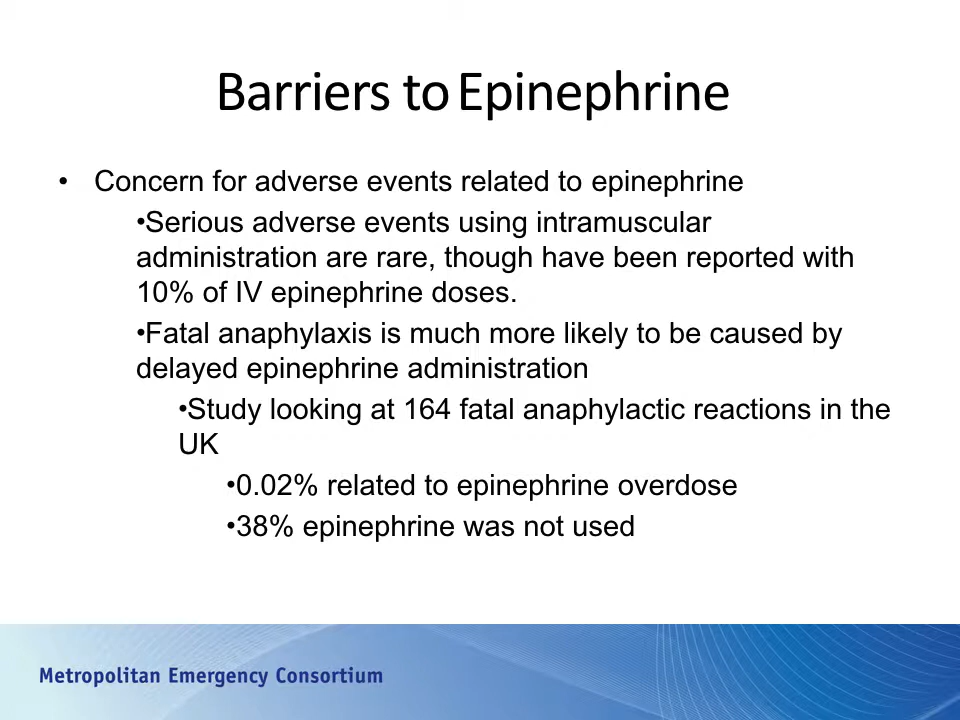 Barriers to Epinephrine
• Concern for adverse events related to epinephrine
•Serious adverse events using intramuscular
administration are rare, though have been reported with
10% of IV epinephrine doses.
•Fatal anaphylaxis is much more likely to be caused by
delayed epinephrine administration
•Study looking at 164 fatal anaphylactic reactions in the
UK
•0.02% related to epinephrine overdose
•38% epinephrine was not used
Metropolitan Emergency Consortium